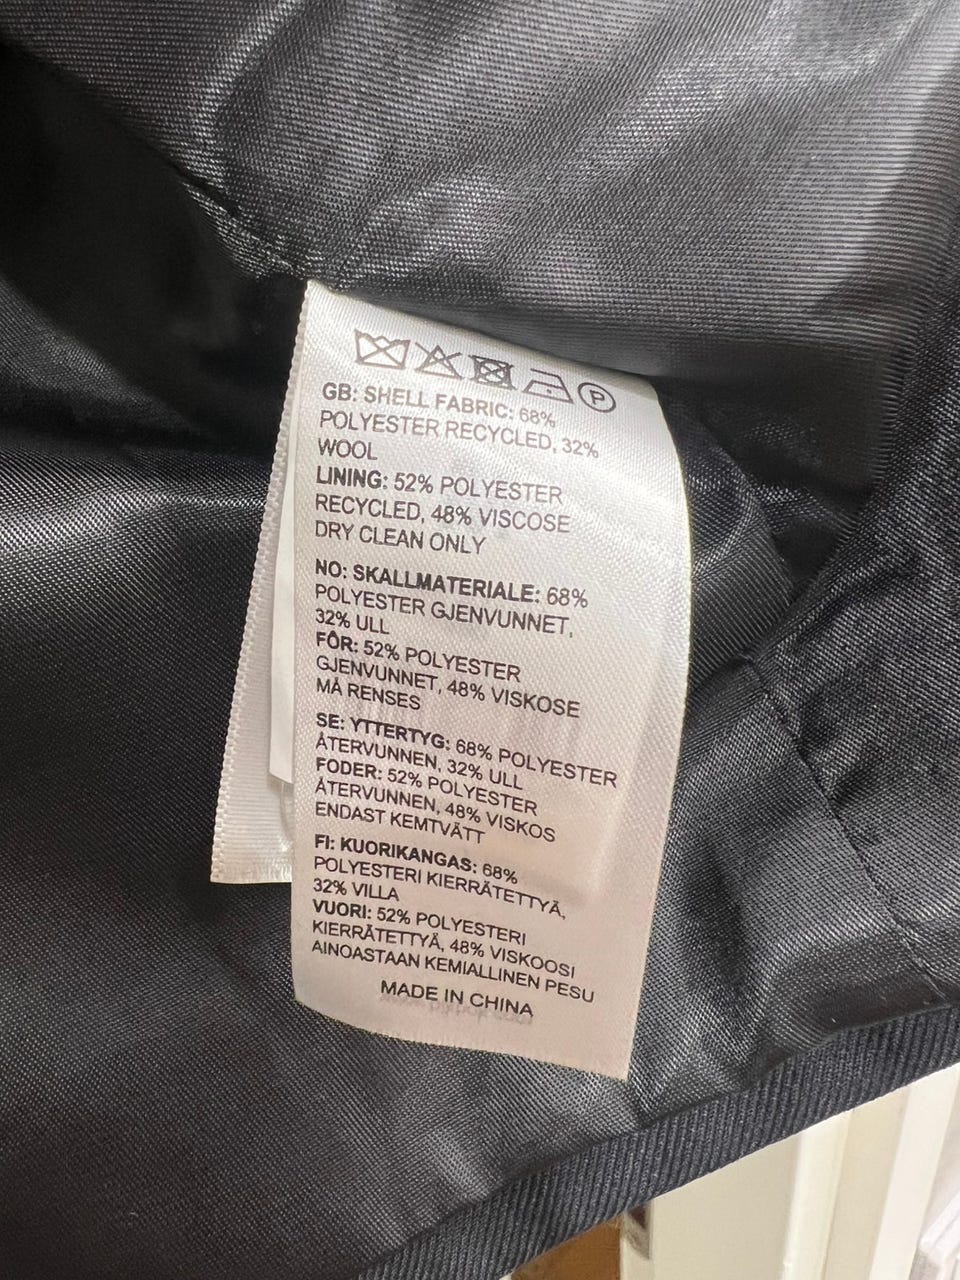 P
GB: SHELL FABRIC: 68%
POLYESTER RECYCLED, 32%
WOOL
LINING: 52% POLYESTER
RECYCLED, 48% VISCOSE
DRY CLEAN ONLY
NO: SKALLMATERIALE: 68%
POLYESTER GJENVUNNET,
32% ULL
FÔR: 52% POLYESTER
GJENVUNNET, 48% VISKOSE
MÅ RENSES
SE: YTTERTYG: 68% POLYESTER
ÅTERVUNNEN, 32% ULL
FODER: 52% POLYESTER
ÅTERVUNNEN, 48% VISKOS
ENDAST KEMTVÄTT
FI: KUORIKANGAS: 68%
POLYESTERI KIERRÄTETTYÄ,
32% VILLA
VUORI: 52% POLYESTERI
KIERRÄTETTYÄ, 48% VISKOOSI
AINOASTAAN KEMIALLINEN PESU
MADE IN CHINA